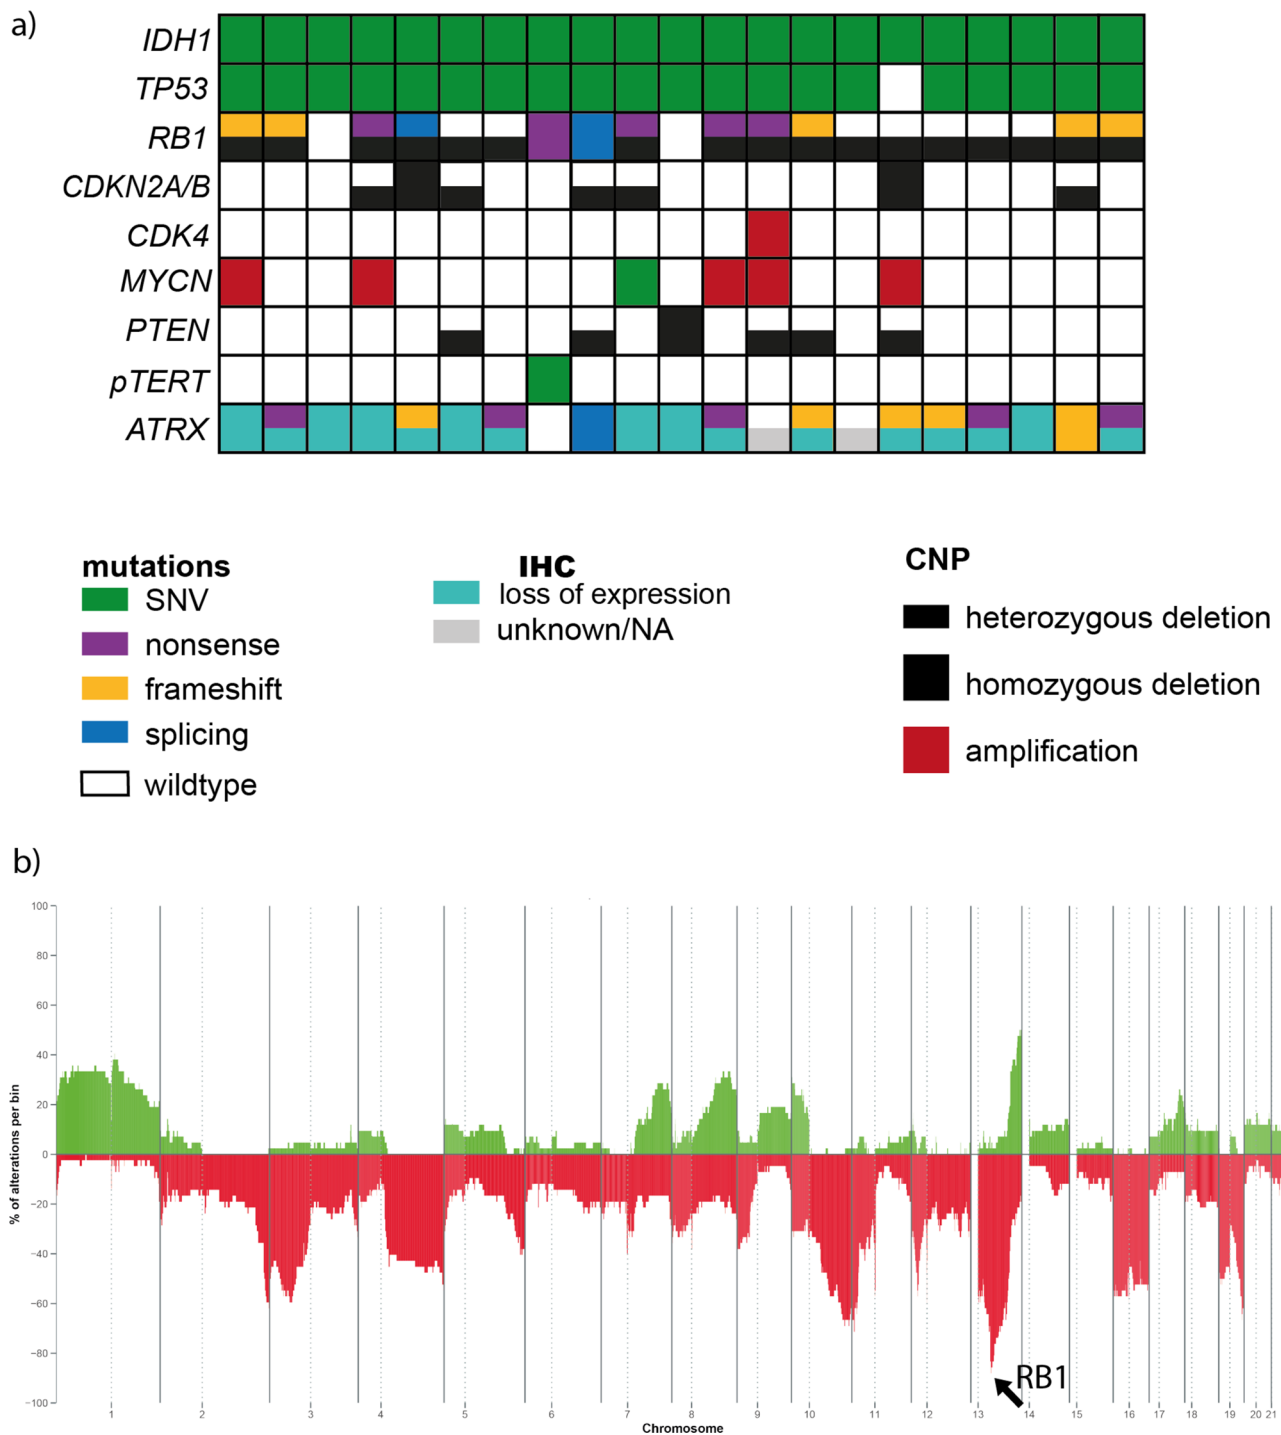 a)
IDH1
TP53
RB1
CDKN2A/B
CDK4
MYCN
PTEN
pTERT
ATRX
mutations
SNV
nonsense
frameshift
splicing
wildtype
IHC
loss of expression
unknown/NA
CNP
heterozygous deletion
homozygous deletion
amplification
b)
% of alterations per bin
100
80
60
40
20
0
−20
−40
−60
−80
−100
RB1
1 2 3 4 5 6 7 8 9 10 11 12 13 14 15 16 17 18 19 20 21
Chromosome